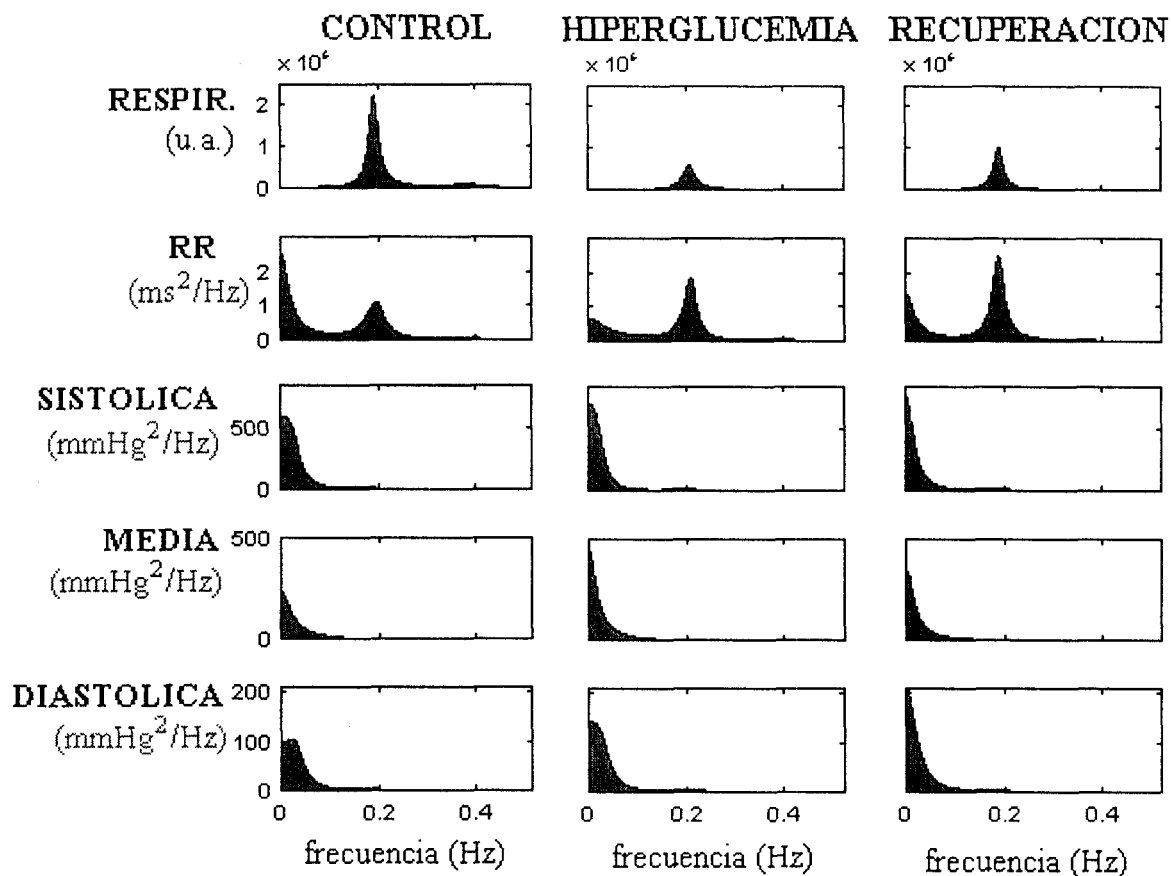 CONTROL HIPERGLUCEMIA RECUPERACION
× 10⁶ × 10⁶ × 10⁶
RESPIR.
(u.a.)
2
1
0
RR
(ms²/Hz)
2
1
0
SISTOLICA
(mmHg²/Hz)
500
0
MEDIA
(mmHg²/Hz)
500
0
DIASTOLICA
(mmHg²/Hz)
200
100
0
0 0.2 0.4 0 0.2 0.4 0 0.2 0.4
frecuencia (Hz) frecuencia (Hz) frecuencia (Hz)